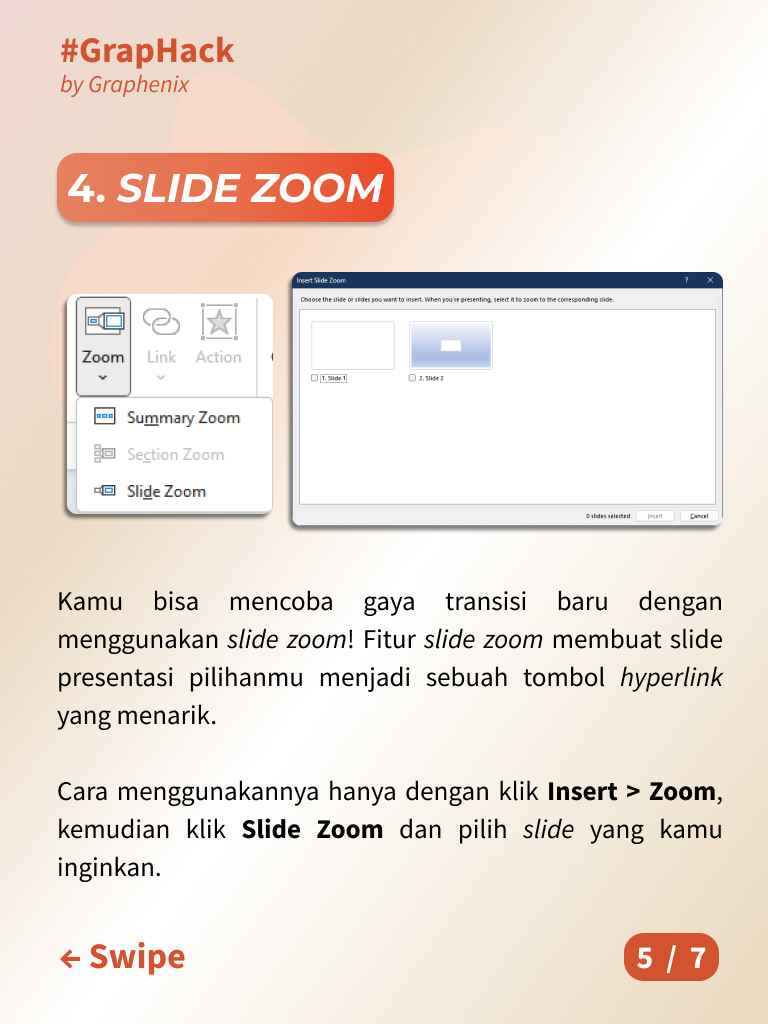 #GrapHack
by Graphenix
4. SLIDE ZOOM
Zoom
Link
Action
Summary Zoom
Section Zoom
Slide Zoom
Insert Slide Zoom
?
Choose the slide or slides you want to insert. When you're presenting, select it to zoom to the corresponding slide.
1. Slide 1
2. Slide 2
0 slides selected
Insert
Cancel
Kamu bisa mencoba gaya transisi baru dengan
menggunakan slide zoom! Fitur slide zoom membuat slide
presentasi pilihanmu menjadi sebuah tombol hyperlink
yang menarik.
Cara menggunakannya hanya dengan klik Insert > Zoom,
kemudian klik Slide Zoom dan pilih slide yang kamu
inginkan.
← Swipe
5 / 7